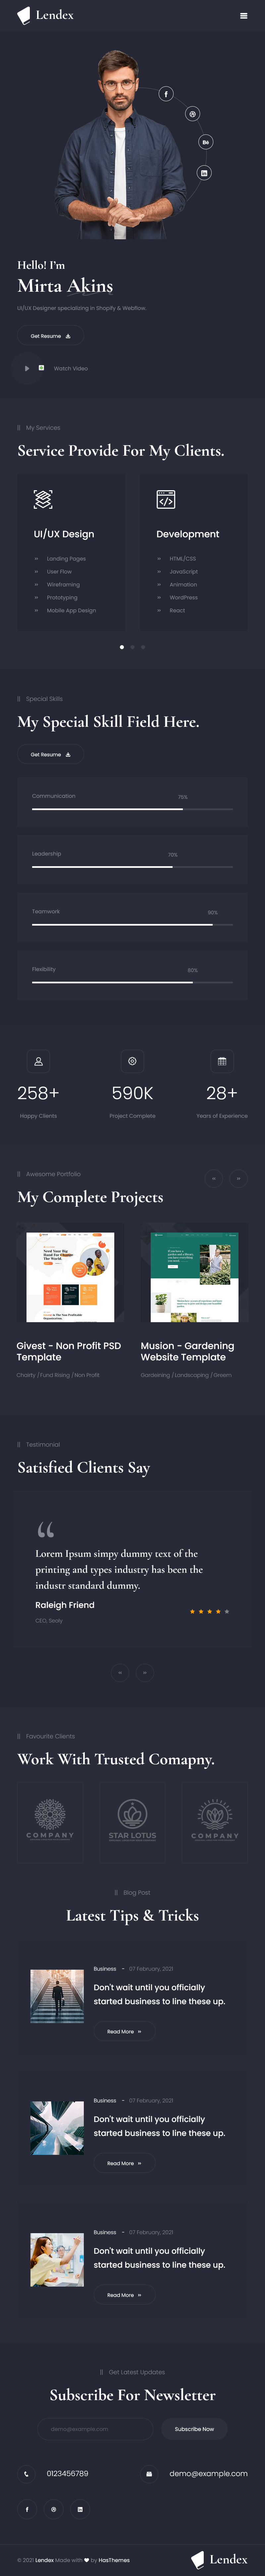 Lendex
Bē
Hello! I'm
Mirta Akins
UI/UX Designer specializing in Shopify & Webflow.
Get Resume
Watch Video
My Services
Service Provide For My Clients.
UI/UX Design
Landing Pages
User Flow
Wireframing
Prototyping
Mobile App Design
Development
HTML/CSS
JavaScript
Animation
WordPress
React
Special Skills
My Special Skill Field Here.
Get Resume
Communication 75%
Leadership 70%
Teamwork 90%
Flexibility 80%
258+ 590K 28+
Happy Clients Project Complete Years of Experience
Awesome Portfolio
My Complete Projects
Givest - Non Profit PSD
Template
Charity / Fund Rising / Non Profit
Musion - Gardening
Website Template
Gardeining / Landscaping / Greem
Testimonial
Satisfied Clients Say
Lorem Ipsum simpy dummy text of the
printing and types industry has been the
industr standard dummy.
Raleigh Friend
CEO, Sealy
Favourite Clients
Work With Trusted Comapny.
COMPANY
STAR LOTUS
COMPANY
Blog Post
Latest Tips & Tricks
Business - 07 February, 2021
Don't wait until you officially
started business to line these up.
Read More
Business - 07 February, 2021
Don't wait until you officially
started business to line these up.
Read More
Business - 07 February, 2021
Don't wait until you officially
started business to line these up.
Read More
Get Latest Updates
Subscribe For Newsletter
demo@example.com
Subscribe Now
0123456789
demo@example.com
© 2021 Lendex Made with ❤ by HasThemes
Lendex